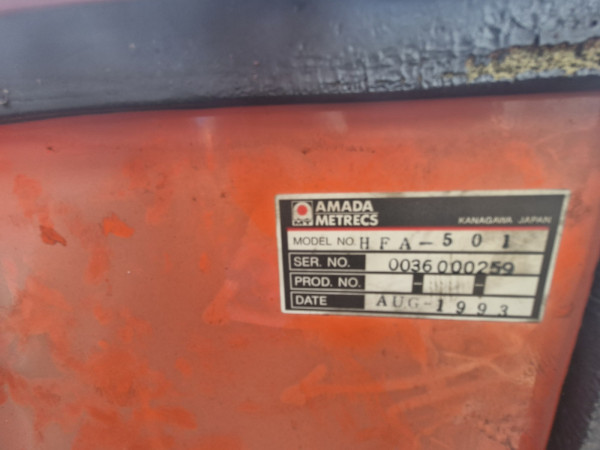 AMADA
METRECS
KANAGAWA JAPAN
MODEL NO. HFA-501
SER. NO. 0036000259
PROD. NO. - -
DATE AUG-1993